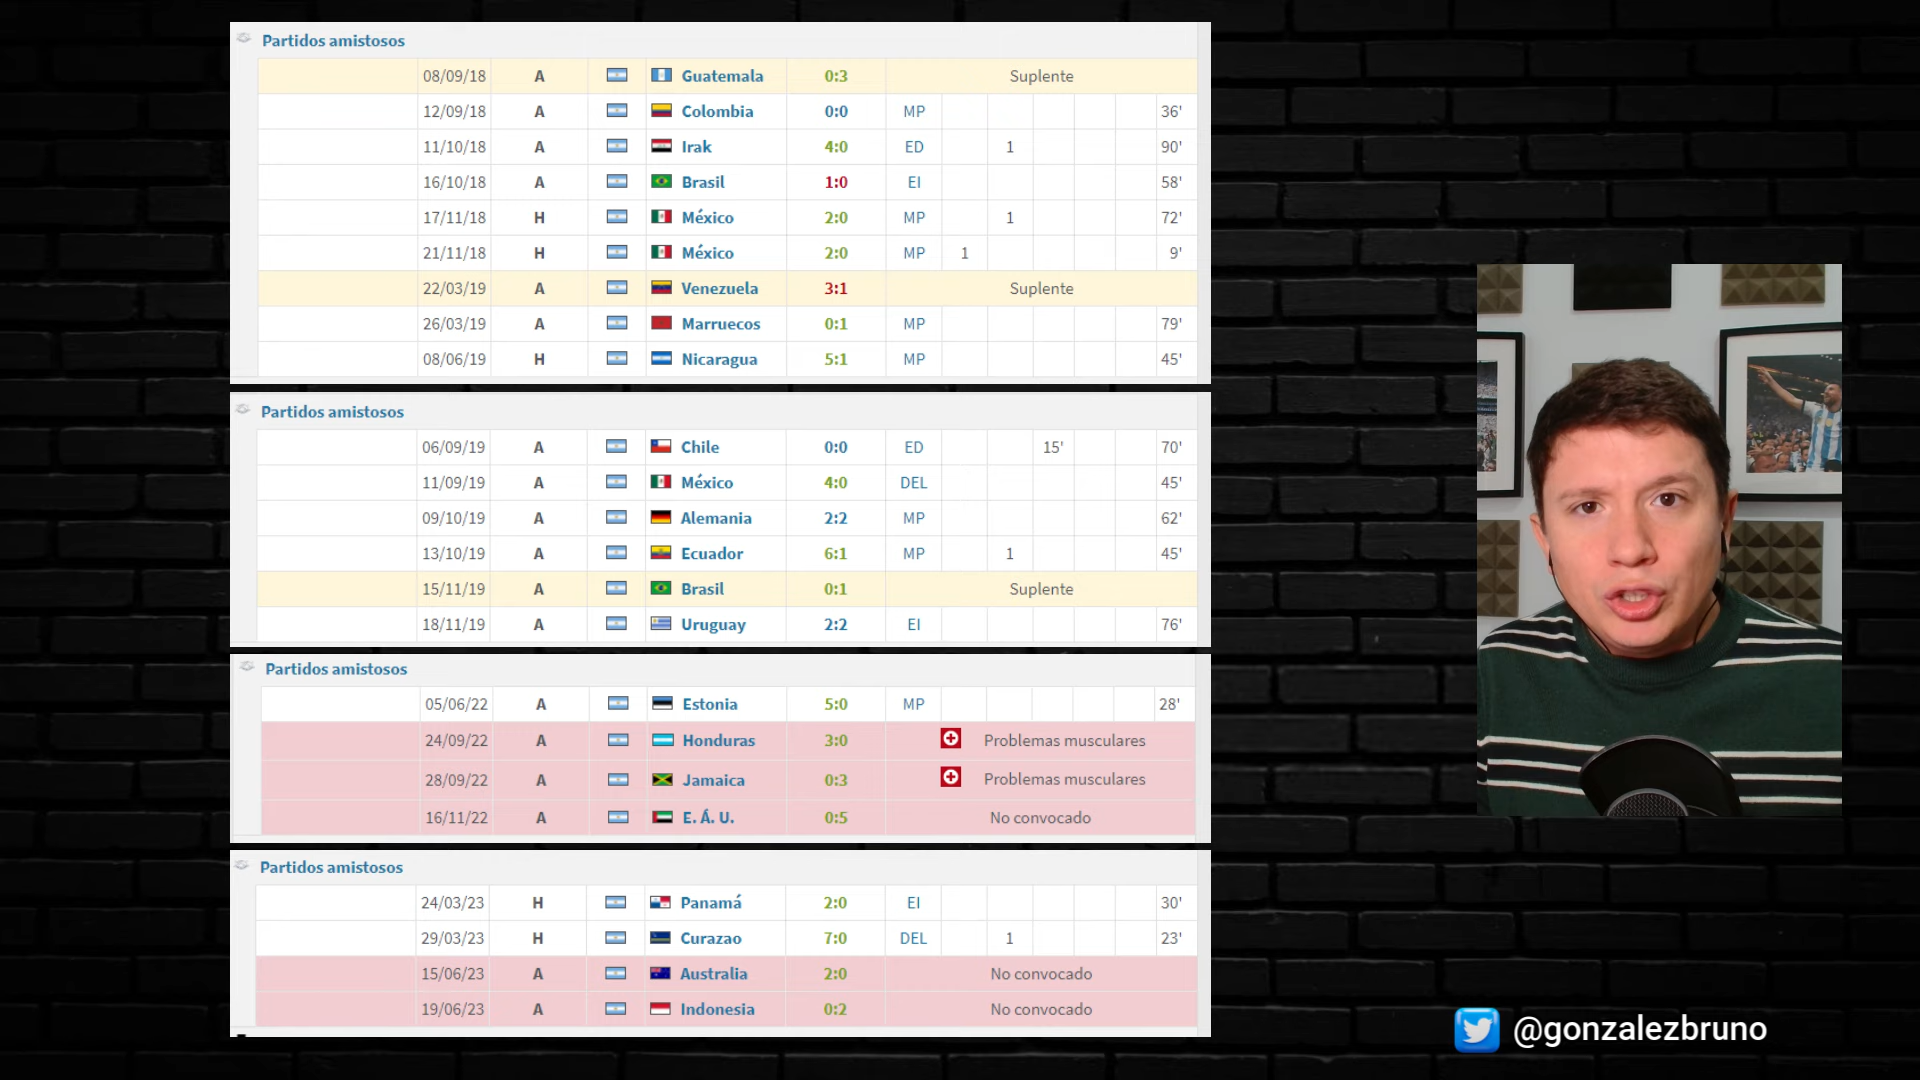 Partidos amistosos
08/09/18 A Guatemala 0:3 Suplente
12/09/18 A Colombia 0:0 MP 36'
11/10/18 A Irak 4:0 ED 1 90'
16/10/18 A Brasil 1:0 EI 58'
17/11/18 H México 2:0 MP 1 72'
21/11/18 H México 2:0 MP 1 9'
22/03/19 A Venezuela 3:1 Suplente
26/03/19 A Marruecos 0:1 MP 79'
08/06/19 H Nicaragua 5:1 MP 45'
Partidos amistosos
06/09/19 A Chile 0:0 ED 15' 70'
11/09/19 A México 4:0 DEL 45'
09/10/19 A Alemania 2:2 MP 62'
13/10/19 A Ecuador 6:1 MP 1 45'
15/11/19 A Brasil 0:1 Suplente
18/11/19 A Uruguay 2:2 EI 76'
Partidos amistosos
05/06/22 A Estonia 5:0 MP 28'
24/09/22 A Honduras 3:0 Problemas musculares
28/09/22 A Jamaica 0:3 Problemas musculares
16/11/22 A E. Á. U. 0:5 No convocado
Partidos amistosos
24/03/23 H Panamá 2:0 EI 30'
29/03/23 H Curazao 7:0 DEL 1 23'
15/06/23 A Australia 2:0 No convocado
19/06/23 A Indonesia 0:2 No convocado
@gonzalezbruno